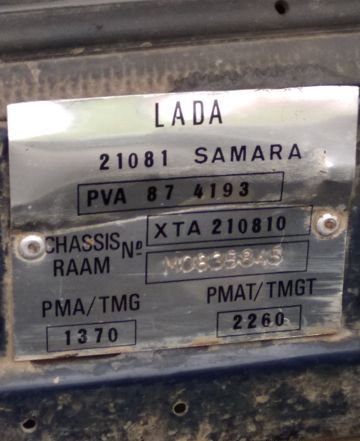 LADA
21081 SAMARA
PVA 87 4193
CHASSIS RAAM Nº XTA 210810
PMA/TMG PMAT/TMGT
1370 2260